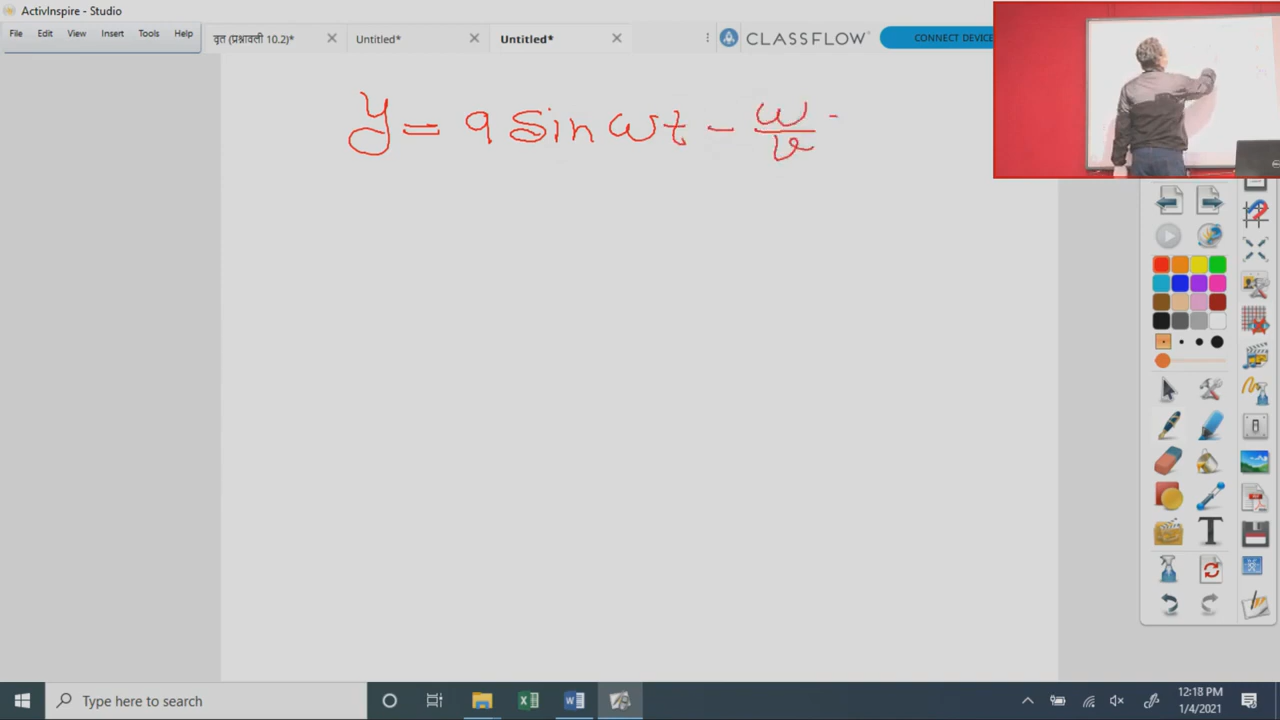 ActivInspire - Studio
File Edit View Insert Tools Help
वृत (प्रश्नावली 10.2)* Untitled* Untitled*
CLASSFLOW CONNECT DEVICE
y = a sin ωt - ω/v
T
Type here to search
12:18 PM
1/4/2021